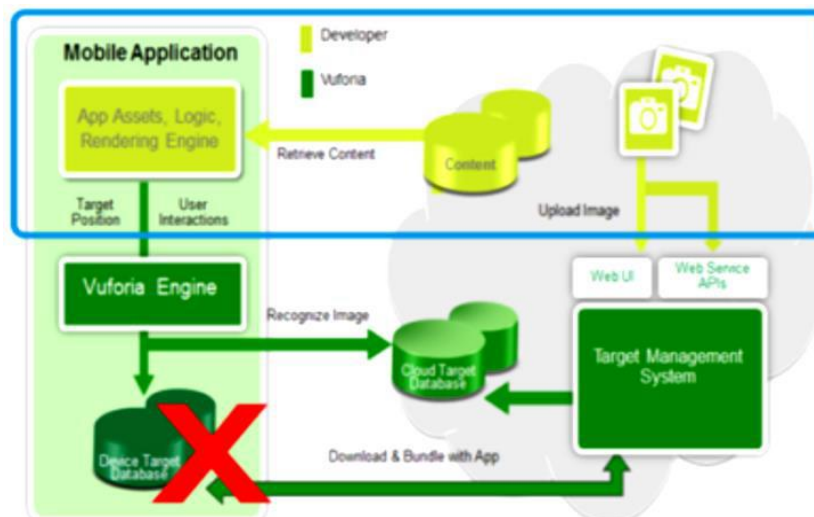 Mobile Application
Developer
Vuforia
App Assets, Logic,
Rendering Engine
Retrieve Content
Content
Target
Position
User
Interactions
Upload Image
Vuforia Engine
Web UI
Web Service
APIs
Recognize Image
Cloud Target
Database
Target Management
System
Device Target
Database
Download & Bundle with App